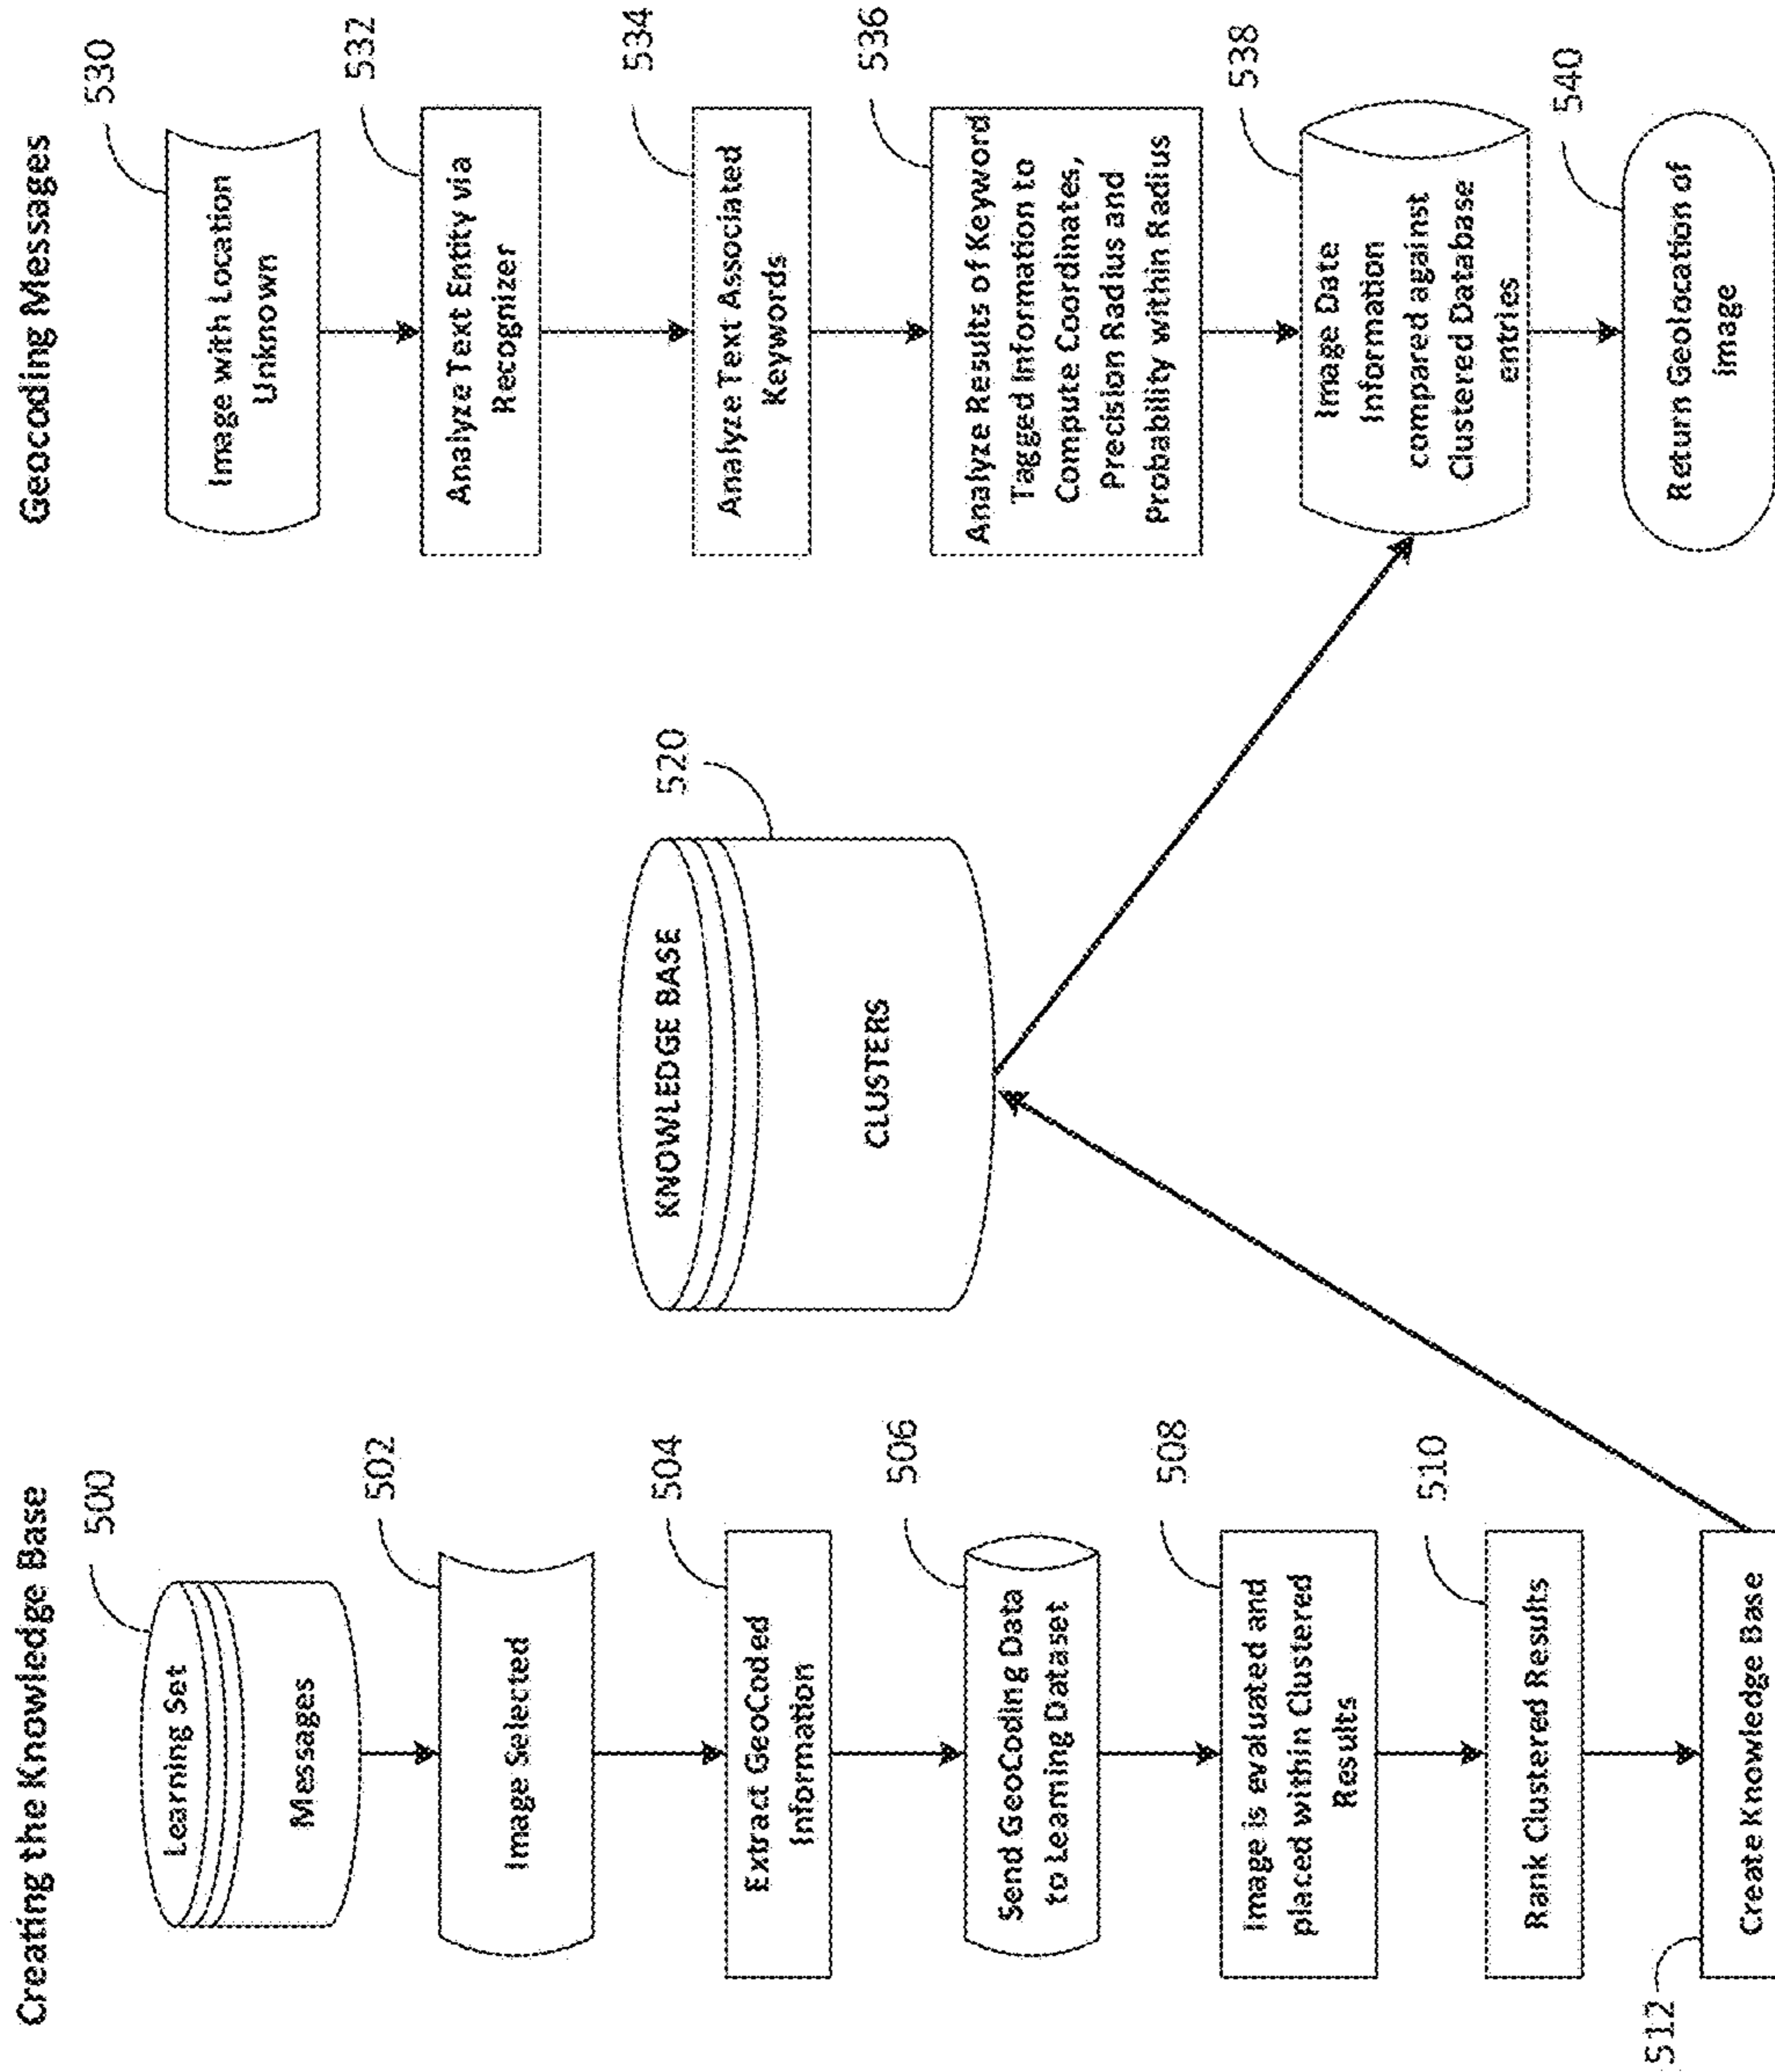 Creating the Knowledge Base
500
Learning Set
Messages
502
Image Selected
504
Extract GeoCoded
Information
506
Send GeoCoding Data
to Learning Dataset
508
Image is evaluated and
placed within Clustered
Results
510
Rank Clustered Results
512
Create Knowledge Base
520
KNOWLEDGE BASE
CLUSTERS
Geocoding Messages
530
Image with Location
Unknown
532
Analyze Text Entity via
Recognizer
534
Analyze Text Associated
Keywords
536
Analyze Results of Keyword
Tagged Information to
Compute Coordinates,
Precision Radius and
Probability within Radius
538
Image Date
Information
compared against
Clustered Database
entries
540
Return Geolocation of
image